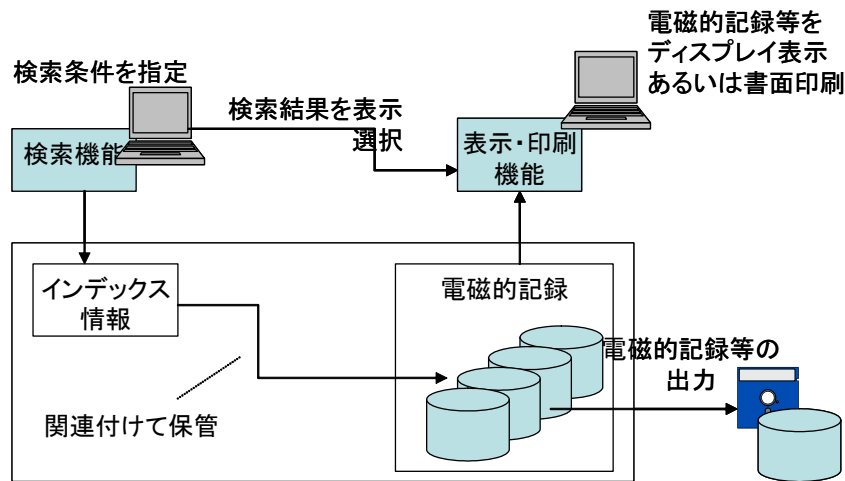 電磁的記録等を
ディスプレイ表示
あるいは書面印刷
検索条件を指定
検索結果を表示
選択
検索機能
表示・印刷
機能
インデックス
情報
電磁的記録
電磁的記録等の
出力
関連付けて保管